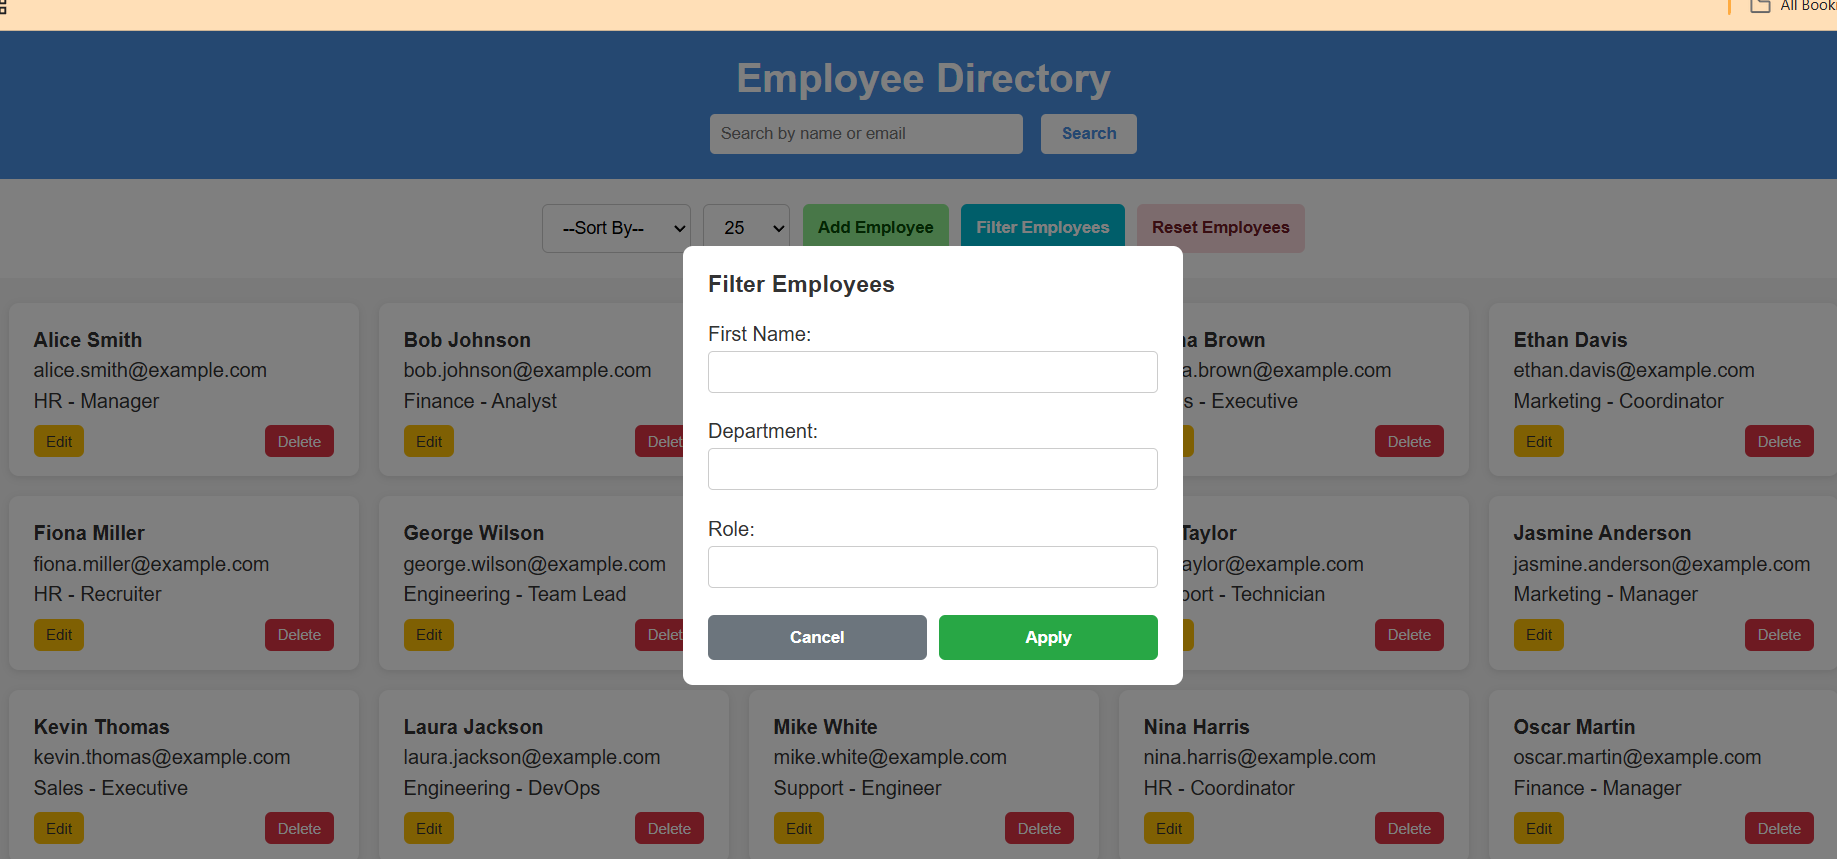 All Book
Employee Directory
Search by name or email
Search
--Sort By--
25
Add Employee
Filter Employees
Reset Employees
Filter Employees
First Name:
Department:
Role:
Cancel
Apply
Alice Smith
alice.smith@example.com
HR - Manager
Edit
Delete
Bob Johnson
bob.johnson@example.com
Finance - Analyst
Edit
Delet
a Brown
a.brown@example.com
s - Executive
Delete
Ethan Davis
ethan.davis@example.com
Marketing - Coordinator
Edit
Delete
Fiona Miller
fiona.miller@example.com
HR - Recruiter
Edit
Delete
George Wilson
george.wilson@example.com
Engineering - Team Lead
Edit
Delet
Taylor
aylor@example.com
port - Technician
Delete
Jasmine Anderson
jasmine.anderson@example.com
Marketing - Manager
Edit
Delete
Kevin Thomas
kevin.thomas@example.com
Sales - Executive
Edit
Delete
Laura Jackson
laura.jackson@example.com
Engineering - DevOps
Edit
Delete
Mike White
mike.white@example.com
Support - Engineer
Edit
Delete
Nina Harris
nina.harris@example.com
HR - Coordinator
Edit
Delete
Oscar Martin
oscar.martin@example.com
Finance - Manager
Edit
Delete